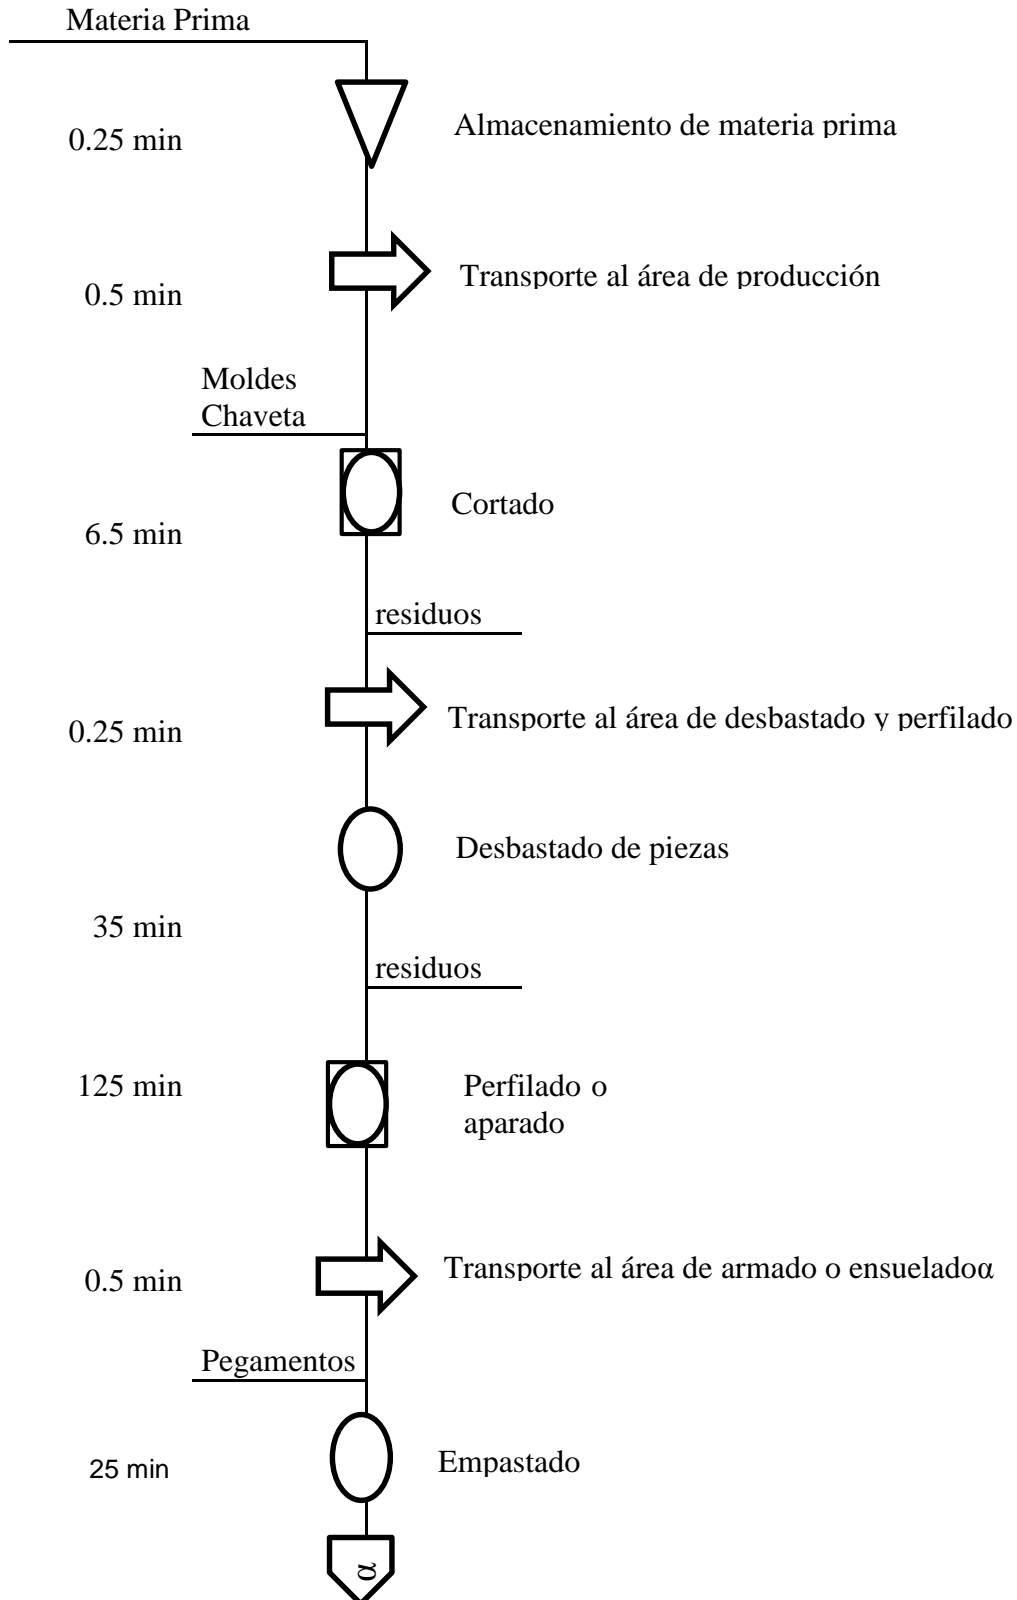 Materia Prima
0.25 min
Almacenamiento de materia prima
0.5 min
Transporte al área de producción
Moldes
Chaveta
Cortado
6.5 min
residuos
0.25 min
Transporte al área de desbastado y perfilado
Desbastado de piezas
35 min
residuos
125 min
Perfilado o
aparado
0.5 min
Transporte al área de armado o ensueladoα
Pegamentos
25 min
Empastado
α